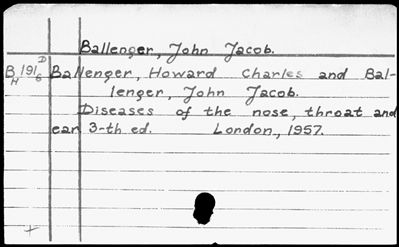 Ballenger, John Jacob.
D
B 191 Ballenger, Howard Charles and Bal-
H 6
lenger, John Jacob.
Diseases of the nose, throat and
ear 3-th ed. London, 1957.
+